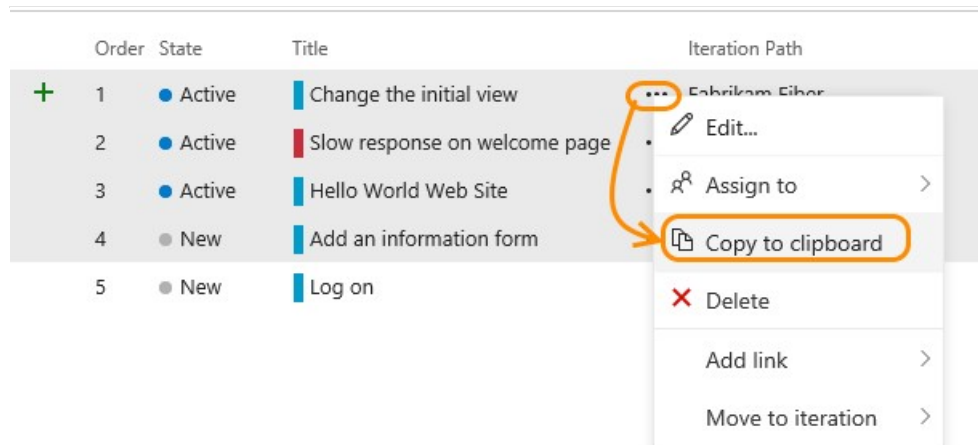 Order State Title Iteration Path
1 Active Change the initial view ••• Fabrikam Fiber
2 Active Slow response on welcome page
3 Active Hello World Web Site
4 New Add an information form
5 New Log on
Edit...
Assign to
Copy to clipboard
Delete
Add link
Move to iteration